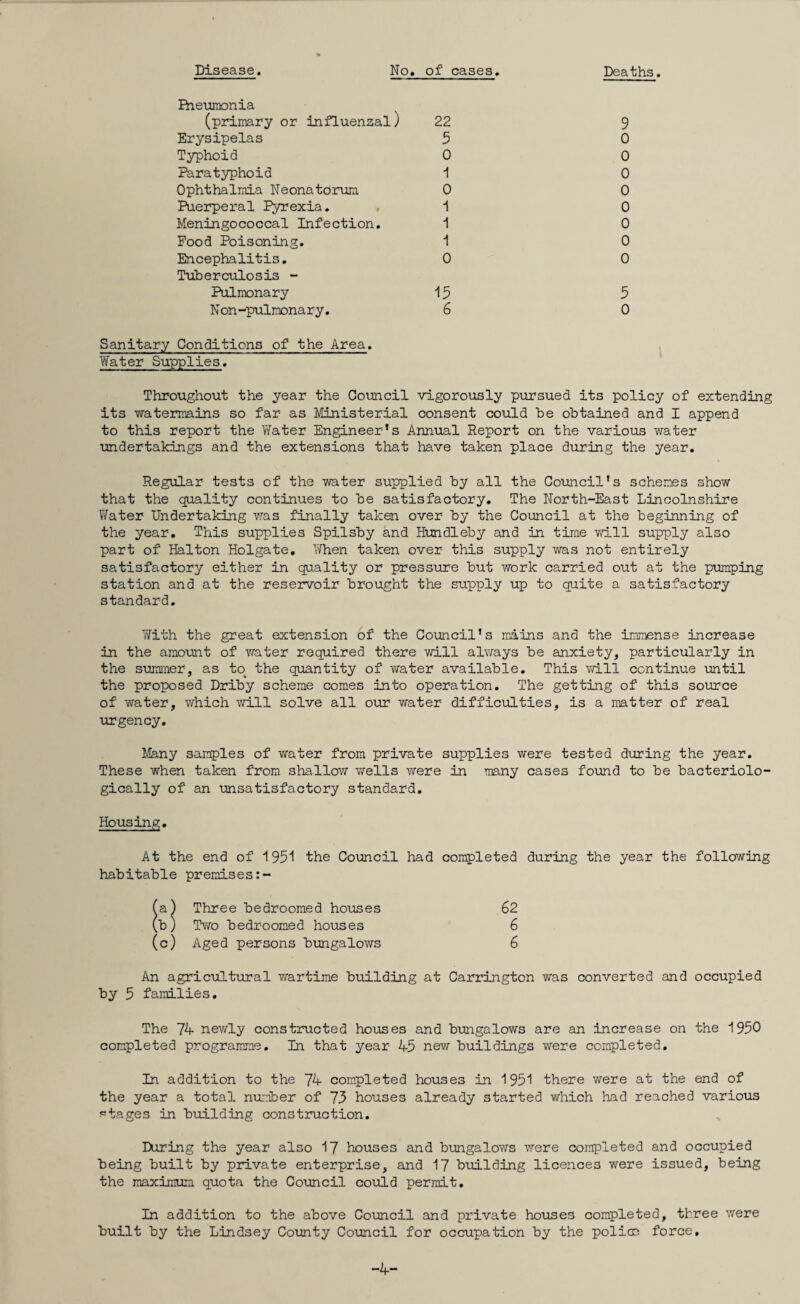 Disease. No. of cases. Deaths.
Pneumonia
(primary or influenzal) 22 9
Erysipelas 5 0
Typhoid 0 0
Paratyphoid 1 0
Ophthalmia Neonatorum 0 0
Puerperal Pyrexia. 1 0
Meningococcal Infection. 1 0
Food Poisoning. 1 0
Encephalitis. 0 0
Tuberculosis -
Pulmonary 15 5
Non-pulmonary. 6 0
Sanitary Conditions of the Area.
Water Supplies.
Throughout the year the Council vigorously pursued its policy of extending
its watermains so far as Ministerial consent could be obtained and I append
to this report the Water Engineer's Annual Report on the various water
undertakings and the extensions that have taken place during the year.
Regular tests of the water supplied by all the Council's schemes show
that the quality continues to be satisfactory. The North-East Lincolnshire
Water Undertaking was finally taken over by the Council at the beginning of
the year. This supplies Spilsby and Hundleby and in time will supply also
part of Halton Holgate. When taken over this supply was not entirely
satisfactory either in quality or pressure but work carried out at the pumping
station and at the reservoir brought the supply up to quite a satisfactory
standard.
With the great extension of the Council's mains and the immense increase
in the amount of water required there will always be anxiety, particularly in
the summer, as to the quantity of water available. This will continue until
the proposed Driby scheme comes into operation. The getting of this source
of water, which will solve all our water difficulties, is a matter of real
urgency.
Many samples of water from private supplies were tested during the year.
These when taken from shallow wells were in many cases found to be bacteriolo-
gically of an unsatisfactory standard.
Housing.
At the end of 1951 the Council had completed during the year the following
habitable premises:-
(a) Three bedroomed houses 62
(b) Two bedroomed houses 6
(c) Aged persons bungalows 6
An agricultural wartime building at Carrington was converted and occupied
by 5 families.
The 74 newly constructed houses and bungalows are an increase on the 1950
completed programme. In that year 45 new buildings were completed.
In addition to the 74 completed houses in 1951 there were at the end of
the year a total number of 73 houses already started which had reached various
stages in building construction.
During the year also 17 houses and bungalows were completed and occupied
being built by private enterprise, and 17 building licences were issued, being
the maximum quota the Council could permit.
In addition to the above Council and private houses completed, three were
built by the Lindsey County Council for occupation by the police force.
-4-